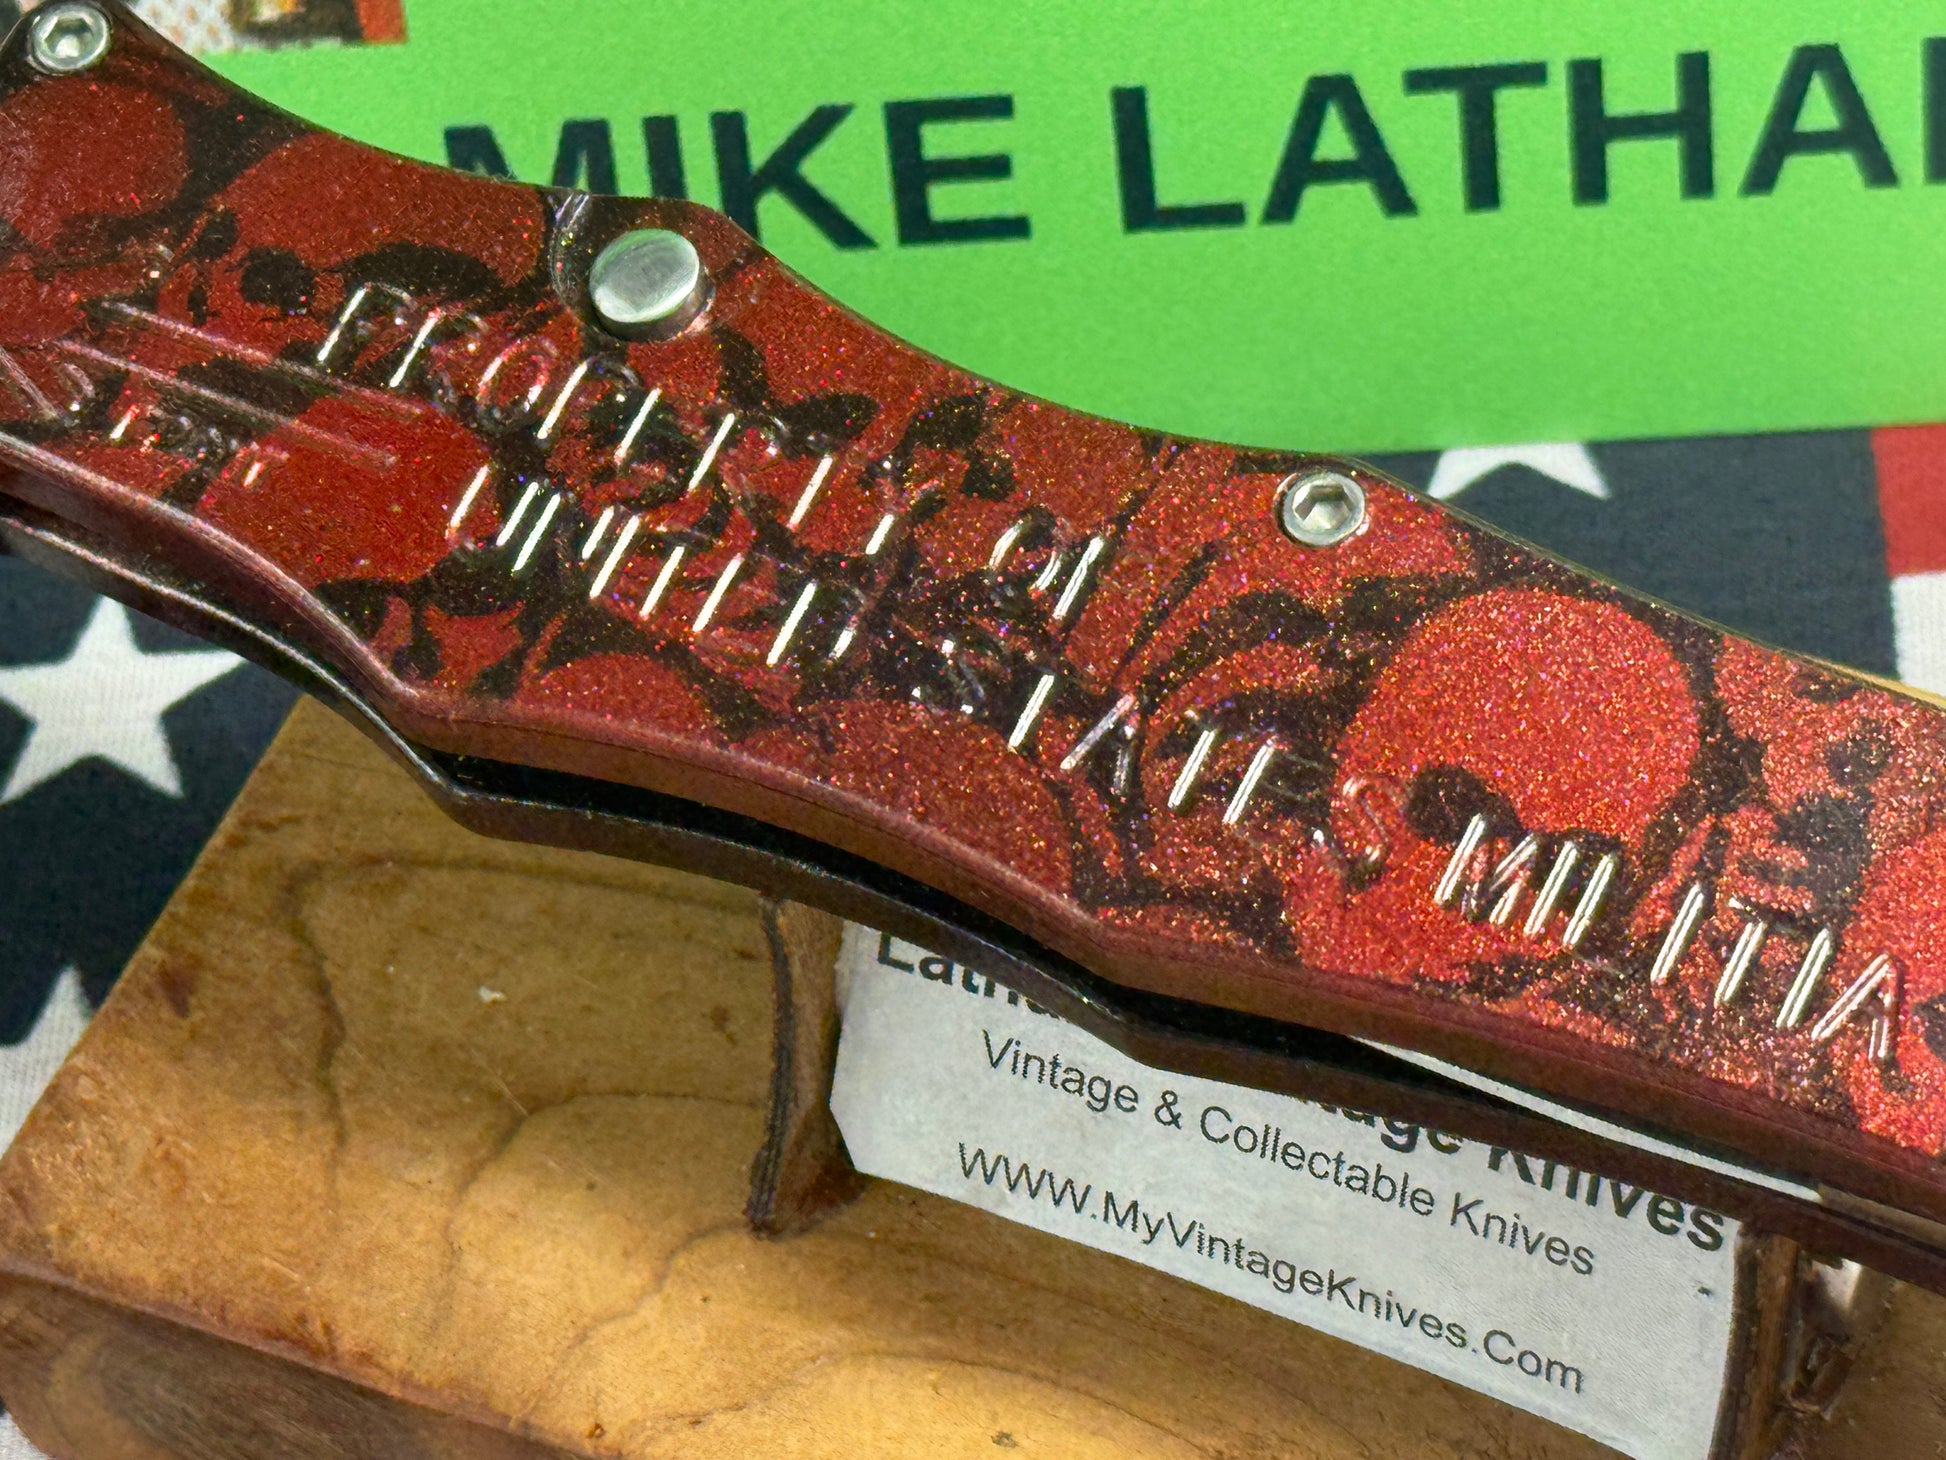 MIKE LATHA
PROPERTY OF
UNITED STATES MILITIA
Vintage & Collectable Knives
www.MyVintageKnives.Com